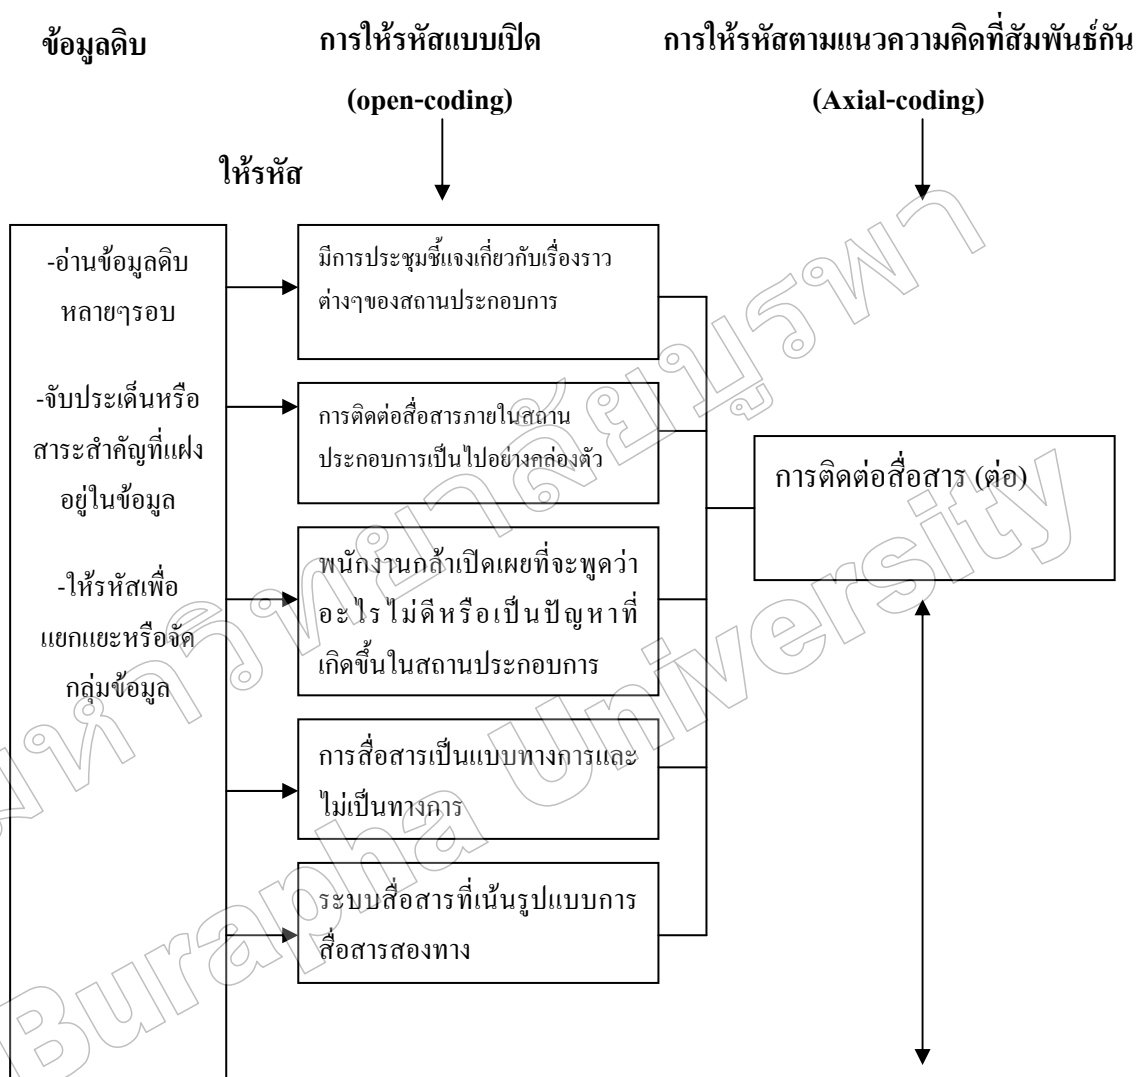 ข้อมูลดิบ
การให้รหัสแบบเปิด
(open-coding)
การให้รหัสตามแนวความคิดที่สัมพันธ์กัน
(Axial-coding)
ให้รหัส
-อ่านข้อมูลดิบ
หลายๆรอบ
-จับประเด็นหรือ
สาระสำคัญที่แฝง
อยู่ในข้อมูล
-ให้รหัสเพื่อ
แยกแยะหรือจัด
กลุ่มข้อมูล
มีการประชุมชี้แจงเกี่ยวกับเรื่องราว
ต่างๆของสถานประกอบการ
การติดต่อสื่อสารภายในสถาน
ประกอบการเป็นไปอย่างคล่องตัว
พนักงานกล้าเปิดเผยที่จะพูดว่า
อะไรไม่ดีหรือเป็นปัญหาที่
เกิดขึ้นในสถานประกอบการ
การสื่อสารเป็นแบบทางการและ
ไม่เป็นทางการ
ระบบสื่อสารที่เน้นรูปแบบการ
สื่อสารสองทาง
การติดต่อสื่อสาร (ต่อ)
มหาวิทยาลัยบูรพา
Burapha University